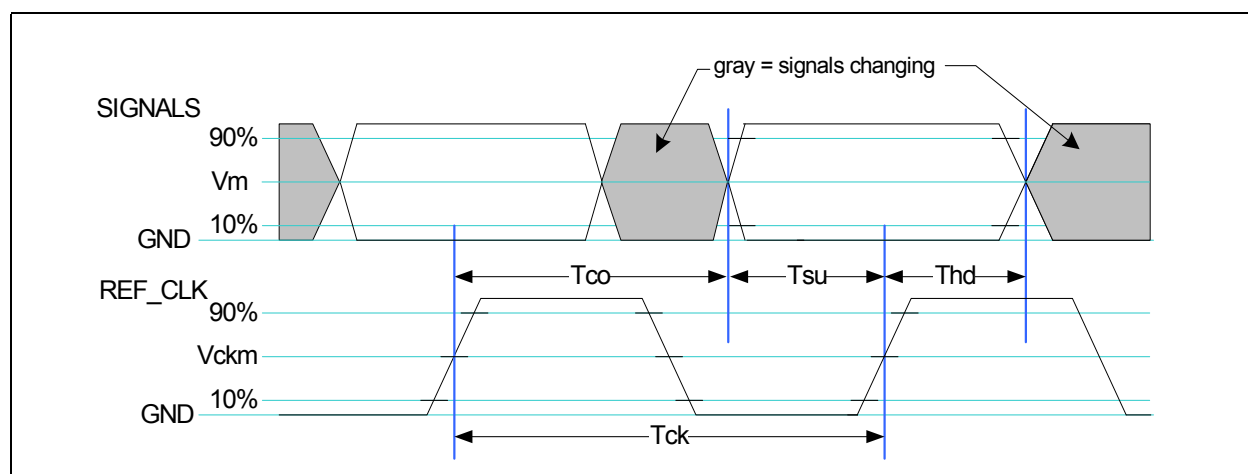 gray = signals changing
SIGNALS
90%
Vm
10%
GND
Tco
Tsu
Thd
REF_CLK
90%
Vckm
10%
GND
Tck